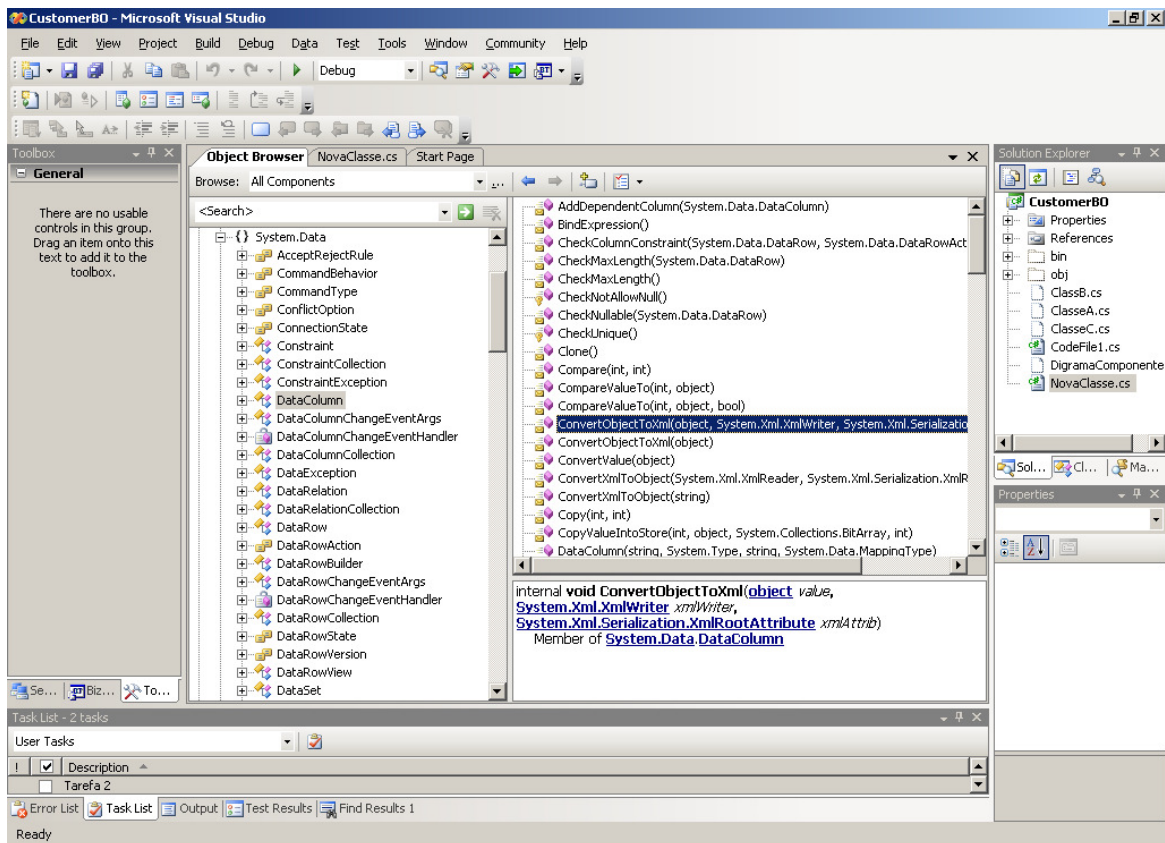 CustomerBO - Microsoft Visual Studio
File Edit View Project Build Debug Data Test Tools Window Community Help
Debug
Toolbox
General
There are no usable
controls in this group.
Drag an item onto this
text to add it to the
toolbox.
Se... Biz... To...
Object Browser NovaClasse.cs Start Page
Browse: All Components ...
<Search>
{} System.Data
AcceptRejectRule
CommandBehavior
CommandType
ConflictOption
ConnectionState
Constraint
ConstraintCollection
ConstraintException
DataColumn
DataColumnChangeEventArgs
DataColumnChangeEventHandler
DataColumnCollection
DataException
DataRelation
DataRelationCollection
DataRow
DataRowAction
DataRowBuilder
DataRowChangeEventArgs
DataRowChangeEventHandler
DataRowCollection
DataRowState
DataRowVersion
DataRowView
DataSet
AddDependentColumn(System.Data.DataColumn)
BindExpression()
CheckColumnConstraint(System.Data.DataRow, System.Data.DataRowAct
CheckMaxLength(System.Data.DataRow)
CheckMaxLength()
CheckNotAllowNull()
CheckNullable(System.Data.DataRow)
CheckUnique()
Clone()
Compare(int, int)
CompareValueTo(int, object)
CompareValueTo(int, object, bool)
ConvertObjectToXml(object, System.Xml.XmlWriter, System.Xml.Serializatio
ConvertObjectToXml(object)
ConvertValue(object)
ConvertXmlToObject(System.Xml.XmlReader, System.Xml.Serialization.XmlR
ConvertXmlToObject(string)
Copy(int, int)
CopyValueIntoStore(int, object, System.Collections.BitArray, int)
DataColumn(string, System.Type, string, System.Data.MappingType)
internal void ConvertObjectToXml(object value,
System.Xml.XmlWriter xmlWriter,
System.Xml.Serialization.XmlRootAttribute xmlAttrib)
Member of System.Data.DataColumn
Solution Explorer
CustomerBO
Properties
References
bin
obj
ClassB.cs
ClasseA.cs
ClasseC.cs
CodeFile1.cs
DigramaComponente
NovaClasse.cs
Sol... Cl... Ma...
Properties
Task List - 2 tasks
User Tasks
! Description
Tarefa 2
Error List Task List Output Test Results Find Results 1
Ready